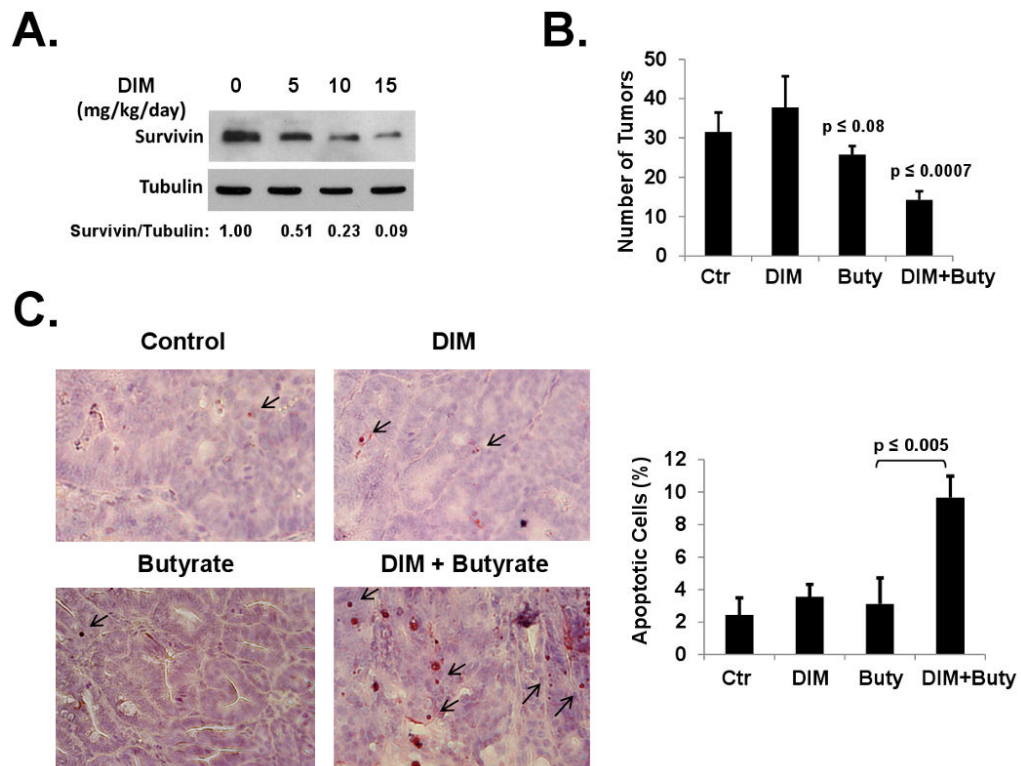 A.
DIM 0 5 10 15
(mg/kg/day)
Survivin
Tubulin
Survivin/Tubulin: 1.00 0.51 0.23 0.09
B.
Number of Tumors
50
40
30
20
10
0
p ≤ 0.08
p ≤ 0.0007
Ctr DIM Buty DIM+Buty
C.
Control DIM
Butyrate DIM + Butyrate
Apoptotic Cells (%)
12
10
8
6
4
2
0
p ≤ 0.005
Ctr DIM Buty DIM+Buty